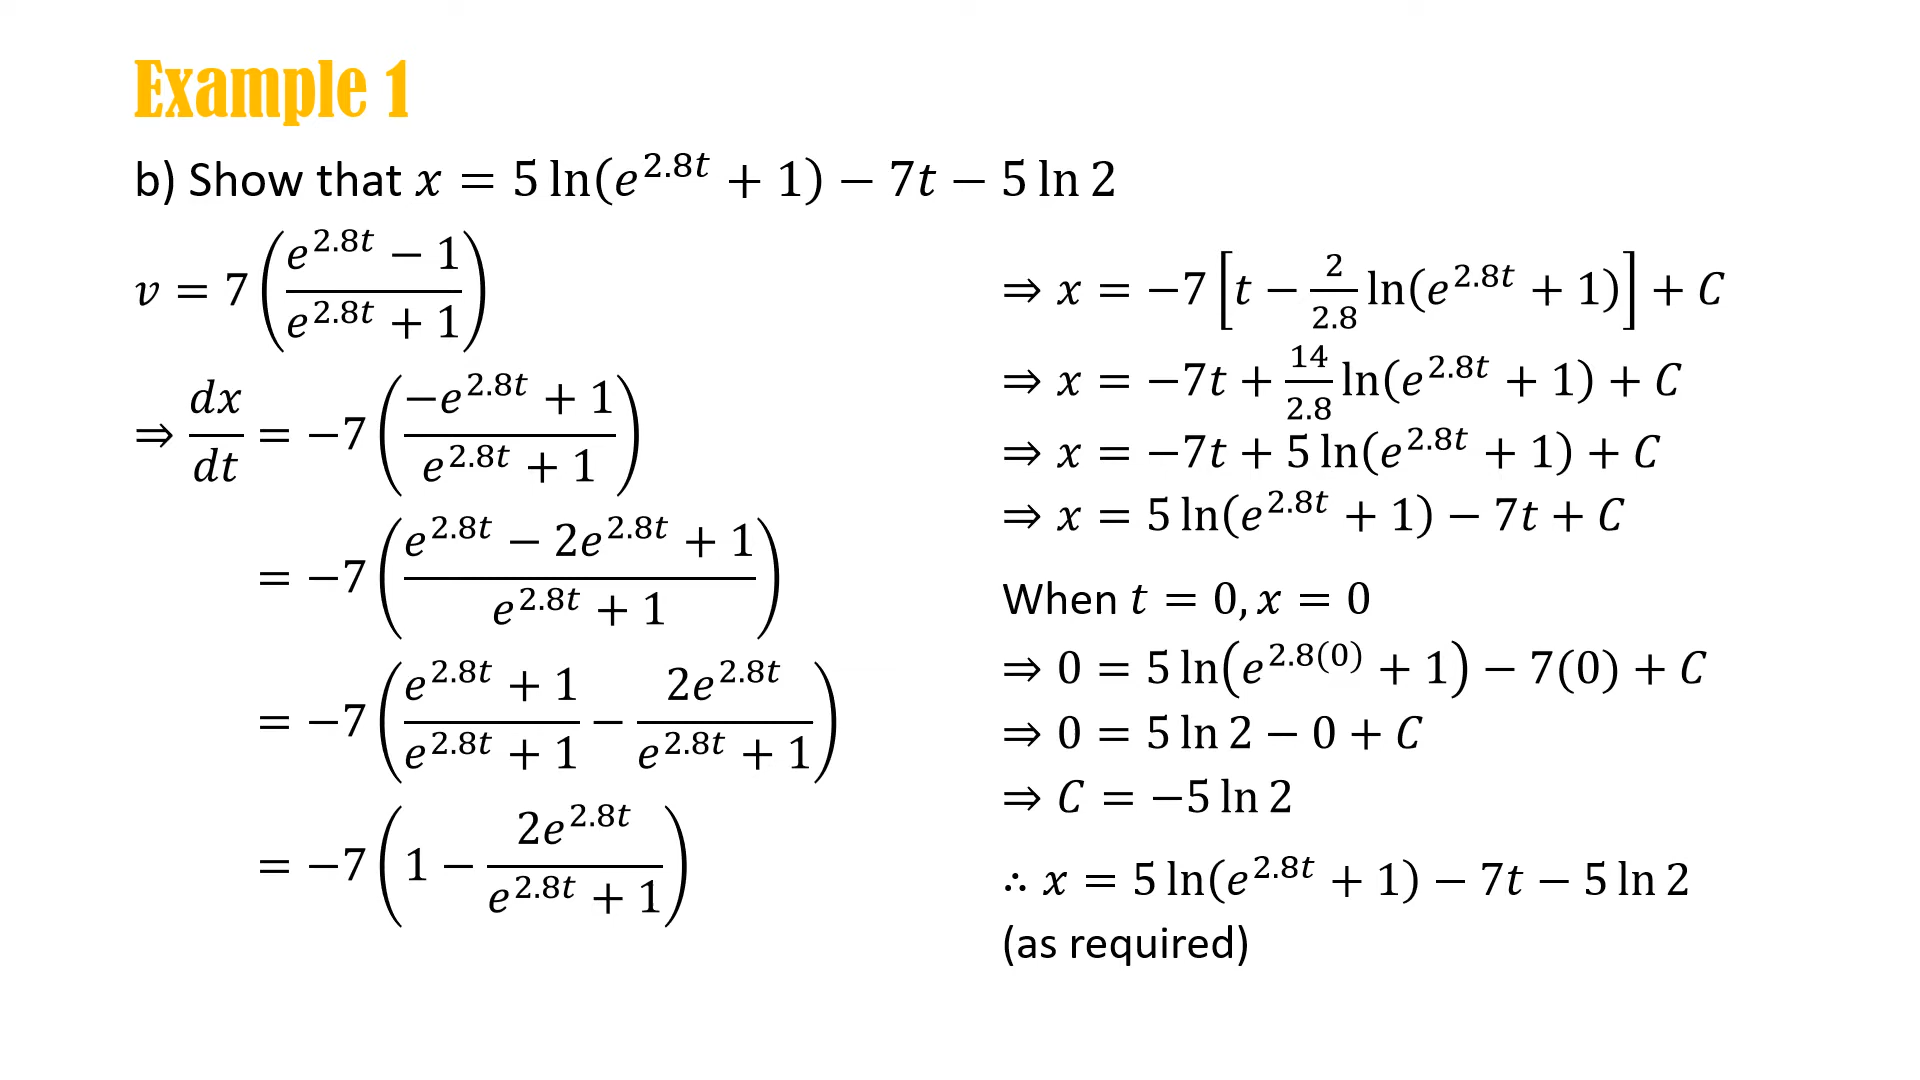 Example 1
b) Show that x = 5 ln(e^{2.8t} + 1) − 7t − 5 ln 2
v = 7 ((e^{2.8t} − 1)/(e^{2.8t} + 1))
⇒ dx/dt = −7 ((−e^{2.8t} + 1)/(e^{2.8t} + 1))
= −7 ((e^{2.8t} − 2e^{2.8t} + 1)/(e^{2.8t} + 1))
= −7 ((e^{2.8t} + 1)/(e^{2.8t} + 1) − 2e^{2.8t}/(e^{2.8t} + 1))
= −7 (1 − 2e^{2.8t}/(e^{2.8t} + 1))
⇒ x = −7 [t − 2/2.8 ln(e^{2.8t} + 1)] + C
⇒ x = −7t + 14/2.8 ln(e^{2.8t} + 1) + C
⇒ x = −7t + 5 ln(e^{2.8t} + 1) + C
⇒ x = 5 ln(e^{2.8t} + 1) − 7t + C
When t = 0, x = 0
⇒ 0 = 5 ln(e^{2.8(0)} + 1) − 7(0) + C
⇒ 0 = 5 ln 2 − 0 + C
⇒ C = −5 ln 2
∴ x = 5 ln(e^{2.8t} + 1) − 7t − 5 ln 2
(as required)